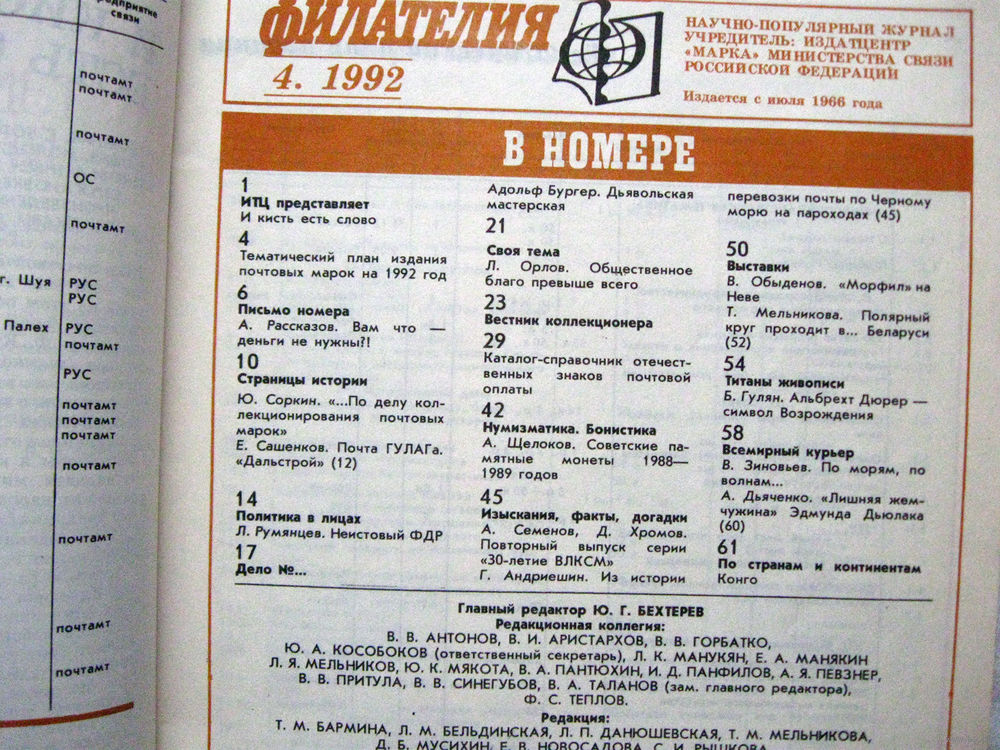 предприятие
связи
почтамт
почтамт
почтамт
ОС
почтамт
г. Шуя РУС
РУС
Палех РУС
почтамт
РУС
почтамт
почтамт
почтамт
почтамт
почтамт
почтамт
почтамт
ФИЛАТЕЛИЯ
4. 1992
НАУЧНО-ПОПУЛЯРНЫЙ ЖУРНАЛ
УЧРЕДИТЕЛЬ: ИЗДАТЦЕНТР
«МАРКА» МИНИСТЕРСТВА СВЯЗИ
РОССИЙСКОЙ ФЕДЕРАЦИИ
Издается с июля 1966 года
В НОМЕРЕ
1
ИТЦ представляет
И кисть есть слово
4
Тематический план издания
почтовых марок на 1992 год
6
Письмо номера
А. Рассказов. Вам что —
деньги не нужны?!
10
Страницы истории
Ю. Соркин. «...По делу кол-
лекционирования почтовых
марок»
Е. Сашенков. Почта ГУЛАГа.
«Дальстрой» (12)
14
Политика в лицах
Л. Румянцев. Неистовый ФДР
17
Дело №...
Адольф Бургер. Дьявольская
мастерская
21
Своя тема
Л. Орлов. Общественное
благо превыше всего
23
Вестник коллекционера
29
Каталог-справочник отечест-
венных знаков почтовой
оплаты
42
Нумизматика. Бонистика
А. Щелоков. Советские па-
мятные монеты 1988—
1989 годов
45
Изыскания, факты, догадки
А. Семенов, Д. Хромов.
Повторный выпуск серии
«30-летие ВЛКСМ»
Г. Андриешин. Из истории
перевозки почты по Черному
морю на пароходах (45)
50
Выставки
В. Обыденов. «Морфил» на
Неве
Т. Мельникова. Полярный
круг проходит в... Беларуси
(52)
54
Титаны живописи
Б. Гулян. Альбрехт Дюрер —
символ Возрождения
58
Всемирный курьер
В. Зиновьев. По морям, по
волнам...
А. Дьяченко. «Лишняя жем-
чужина» Эдмунда Дьюлака
(60)
61
По странам и континентам
Конго
Главный редактор Ю. Г. БЕХТЕРЕВ
Редакционная коллегия:
В. В. АНТОНОВ, В. И. АРИСТАРХОВ, В. В. ГОРБАТКО,
Ю. А. КОСОБОКОВ (ответственный секретарь), Л. К. МАНУКЯН, Е. А. МАНЯКИН
Л. Я. МЕЛЬНИКОВ, Ю. К. МЯКОТА, В. А. ПАНТЮХИН, И. Д. ПАНФИЛОВ, А. Я. ПЕВЗНЕР,
В. В. ПРИТУЛА, В. В. СИНЕГУБОВ, В. А. ТАЛАНОВ (зам. главного редактора),
Ф. С. ТЕПЛОВ.
Редакция:
Т. М. БАРМИНА, Л. М. БЕЛЬДИНСКАЯ, Л. П. ДАНЮШЕВСКАЯ, Т. М. МЕЛЬНИКОВА,
Д. Б. МУСИХИН, Е. В. НОВОСАДОВА, С. И. РЫШКОВА